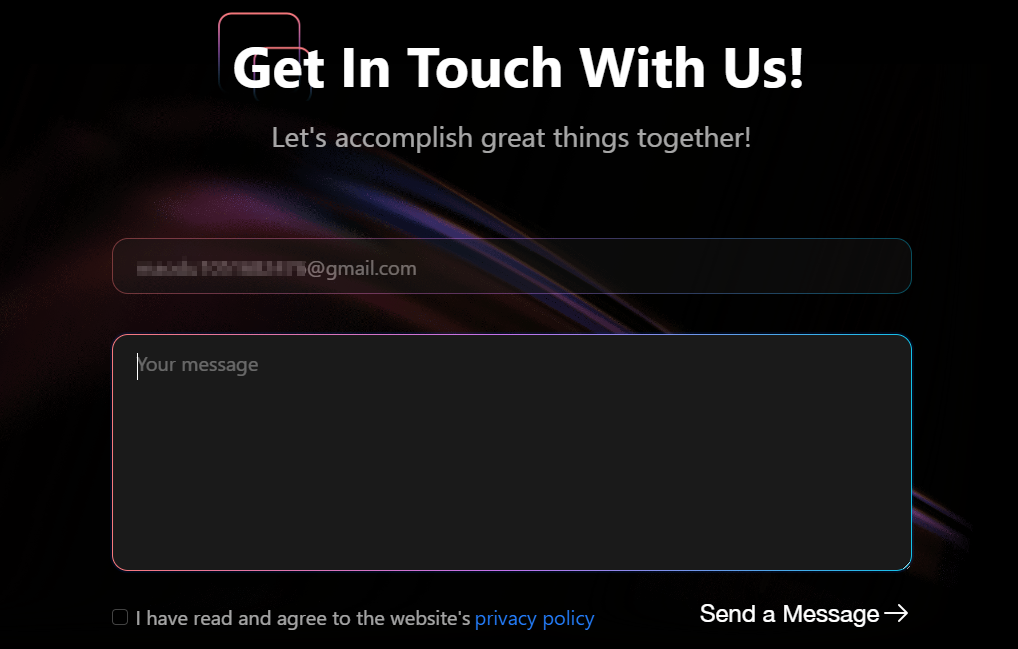 Get In Touch With Us!
Let's accomplish great things together!
@gmail.com
Your message
I have read and agree to the website's privacy policy
Send a Message